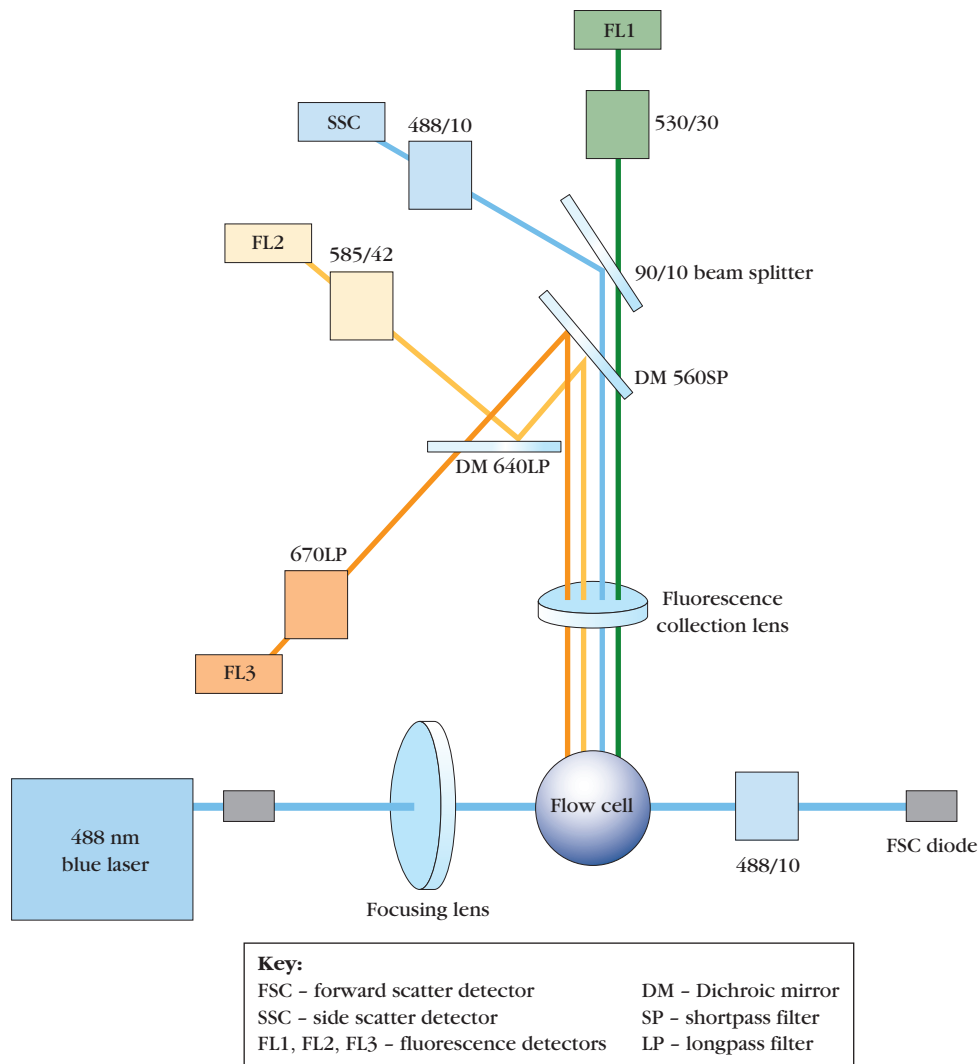 FL1
530/30
SSC
488/10
FL2
585/42
90/10 beam splitter
DM 560SP
DM 640LP
670LP
Fluorescence
collection lens
FL3
488 nm
blue laser
Focusing lens
Flow cell
488/10
FSC diode
Key:
FSC – forward scatter detector
SSC – side scatter detector
FL1, FL2, FL3 – fluorescence detectors
DM – Dichroic mirror
SP – shortpass filter
LP – longpass filter